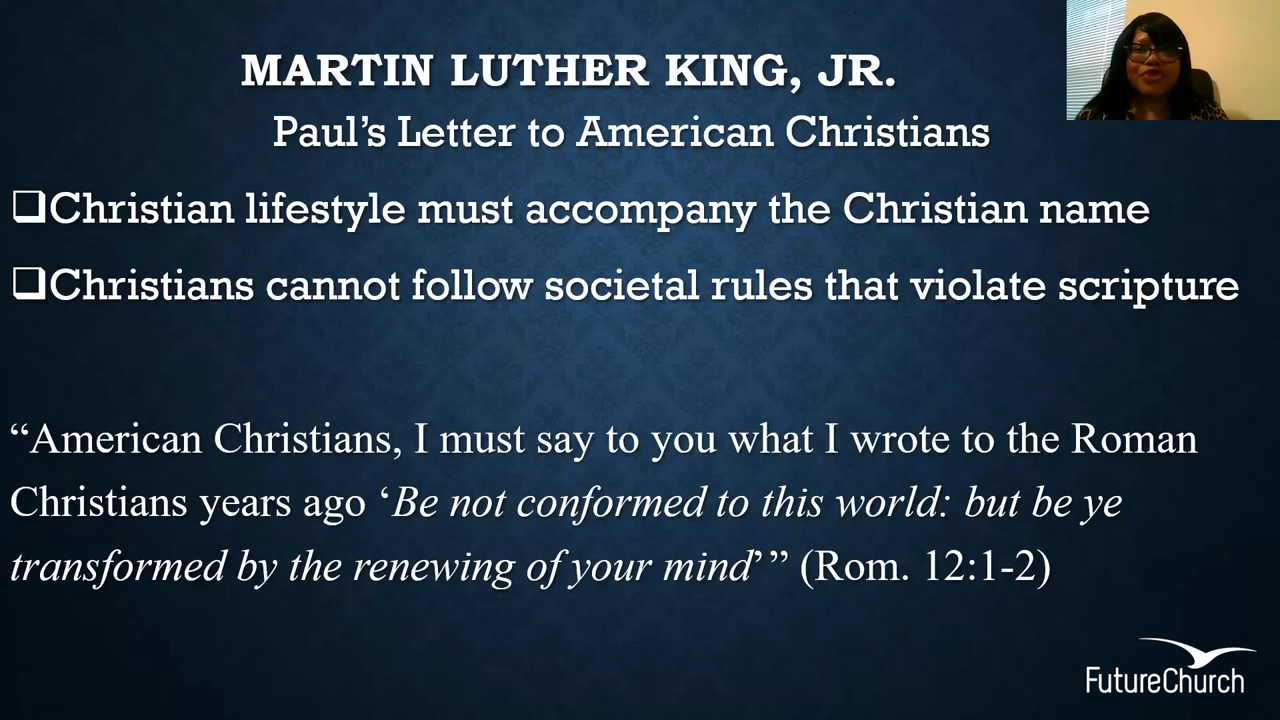 MARTIN LUTHER KING, JR.
Paul’s Letter to American Christians
❑Christian lifestyle must accompany the Christian name
❑Christians cannot follow societal rules that violate scripture
“American Christians, I must say to you what I wrote to the Roman
Christians years ago ‘Be not conformed to this world: but be ye
transformed by the renewing of your mind’” (Rom. 12:1-2)
FutureChurch